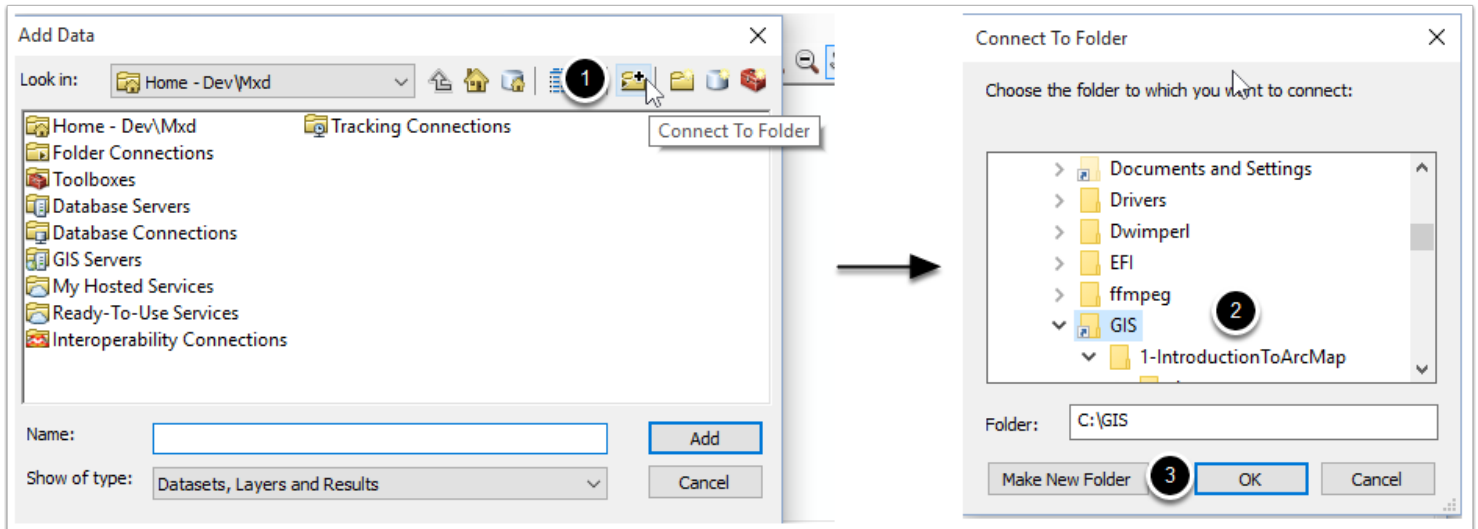 Add Data
Look in:
Home - Dev\Mxd
1
Connect To Folder
Home - Dev\Mxd
Tracking Connections
Folder Connections
Toolboxes
Database Servers
Database Connections
GIS Servers
My Hosted Services
Ready-To-Use Services
Interoperability Connections
Name:
Add
Show of type:
Datasets, Layers and Results
Cancel
Connect To Folder
Choose the folder to which you want to connect:
Documents and Settings
Drivers
Dwimperl
EFI
ffmpeg
GIS
2
1-IntroductionToArcMap
Folder:
C:\GIS
Make New Folder
3
OK
Cancel